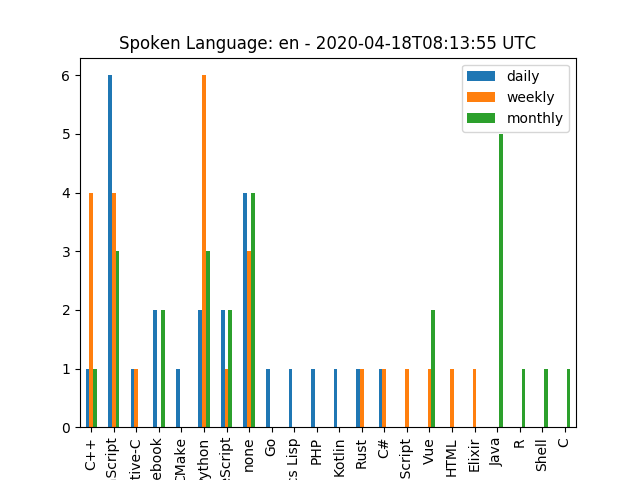 Spoken Language: en - 2020-04-18T08:13:55 UTC
daily
weekly
monthly
6
5
4
3
2
1
0
C++
Script
tive-C
ebook
CMake
ython
Script
none
Go
s Lisp
PHP
Kotlin
Rust
C#
Script
Vue
HTML
Elixir
Java
R
Shell
C